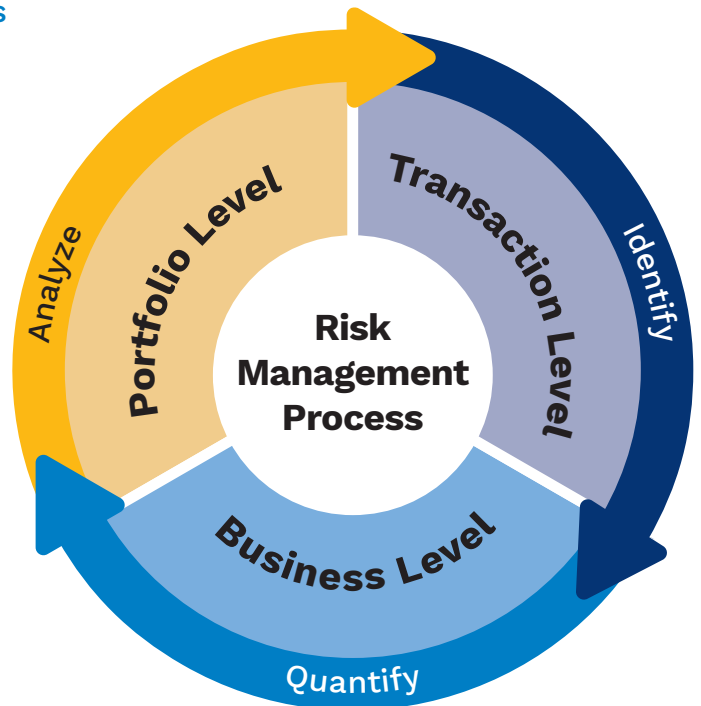 s
Analyze
Portfolio Level
Transaction Level
Identify
Risk
Management
Process
Business Level
Quantify